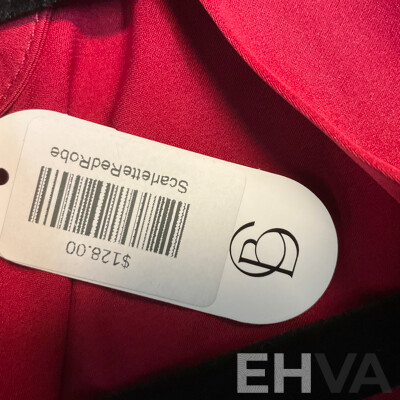 ScarletteRedRobe
$128.00
B
EHVA